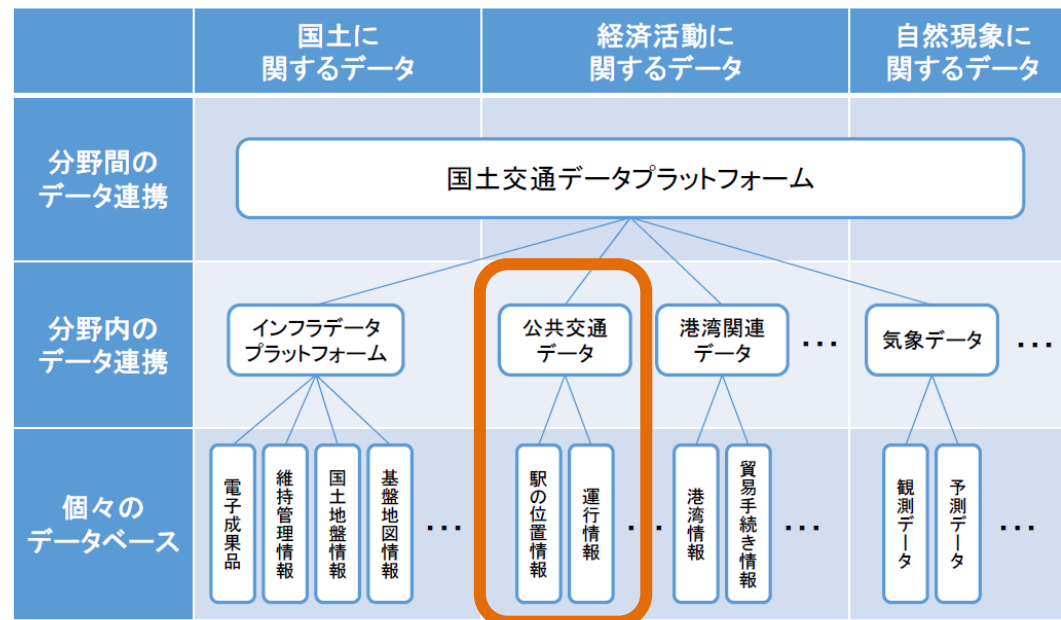 国土に
関するデータ
経済活動に
関するデータ
自然現象に
関するデータ
分野間の
データ連携
国土交通データプラットフォーム
分野内の
データ連携
インフラデータ
プラットフォーム
公共交通
データ
港湾関連
データ
･･･
気象データ
･･･
個々の
データベース
電子成果品
維持管理情報
国土地盤情報
基盤地図情報
･･･
駅の位置情報
運行情報
･･･
港湾情報
貿易手続き情報
･･･
観測データ
予測データ
･･･